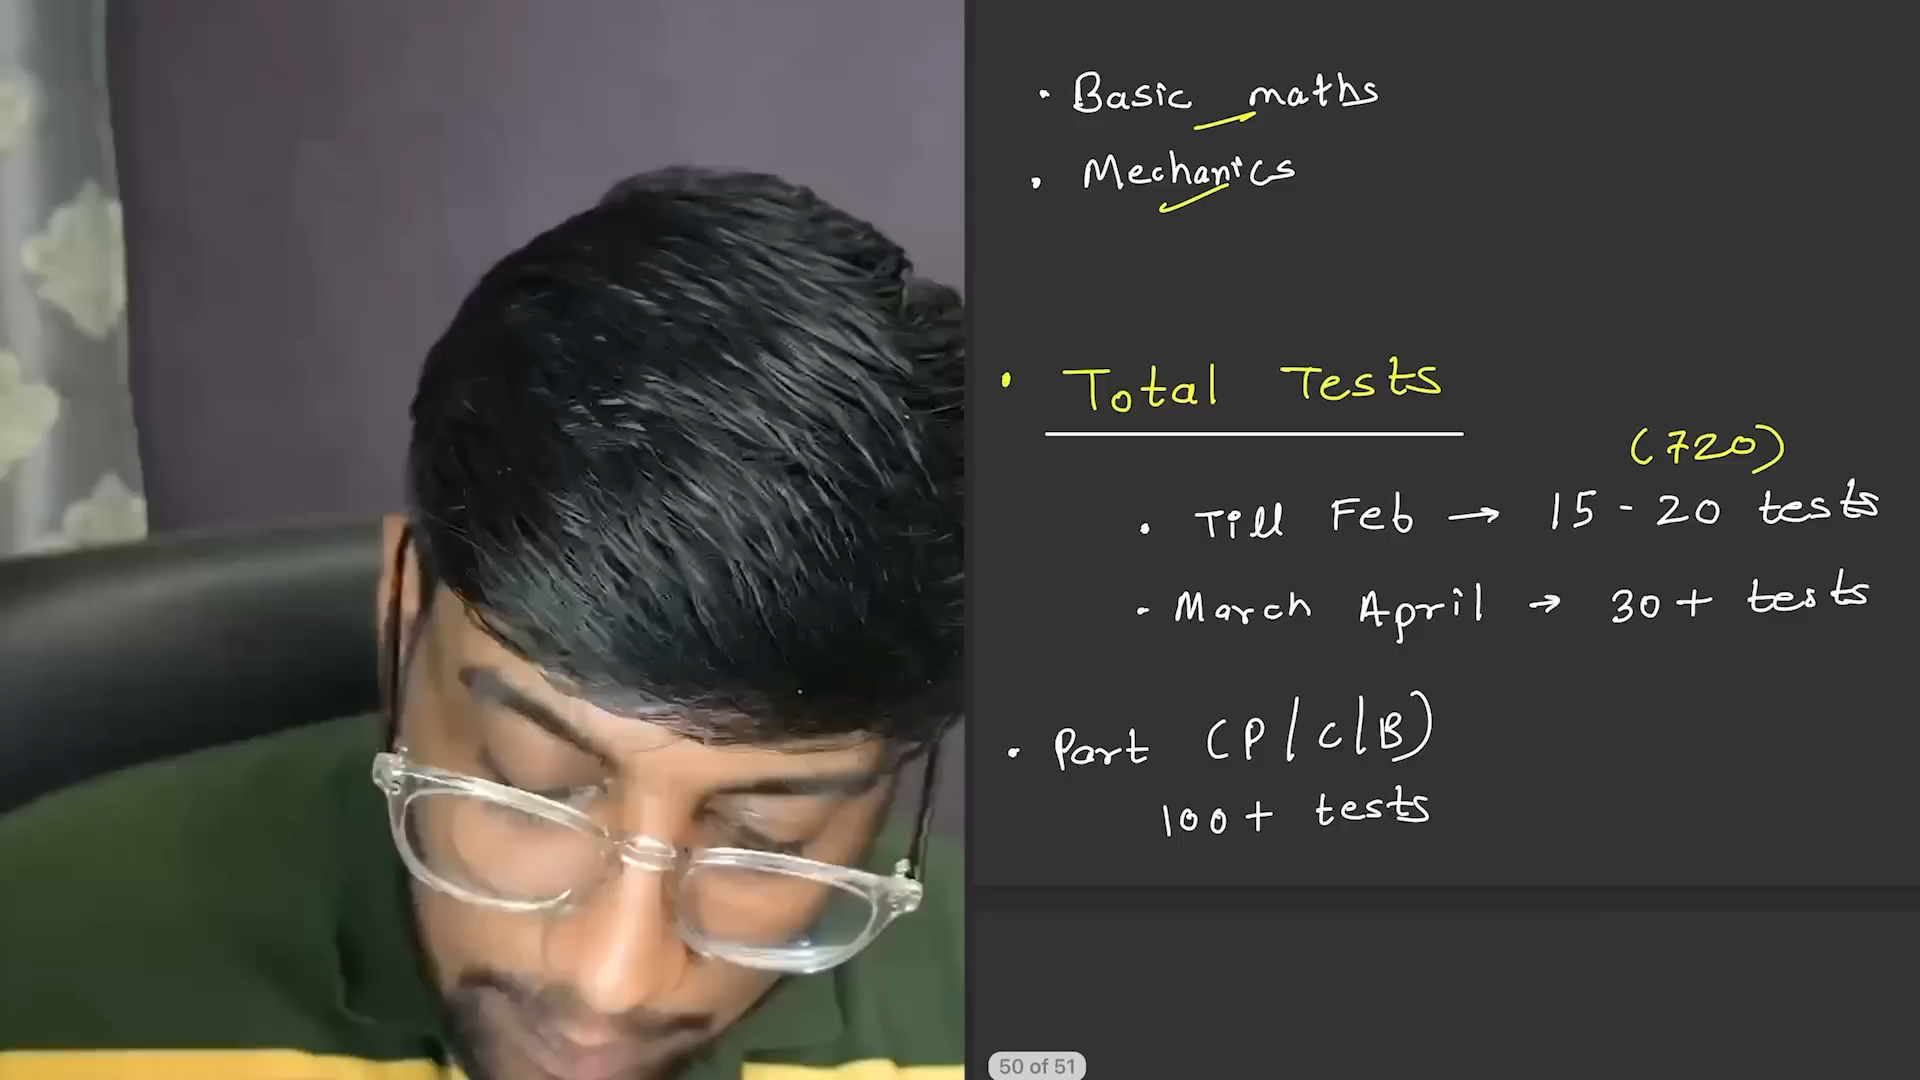 • Basic maths
• Mechanics
• Total Tests
(720)
• Till Feb → 15 - 20 tests
• March April → 30+ tests
• Part (P/C/B)
100+ tests
50 of 51